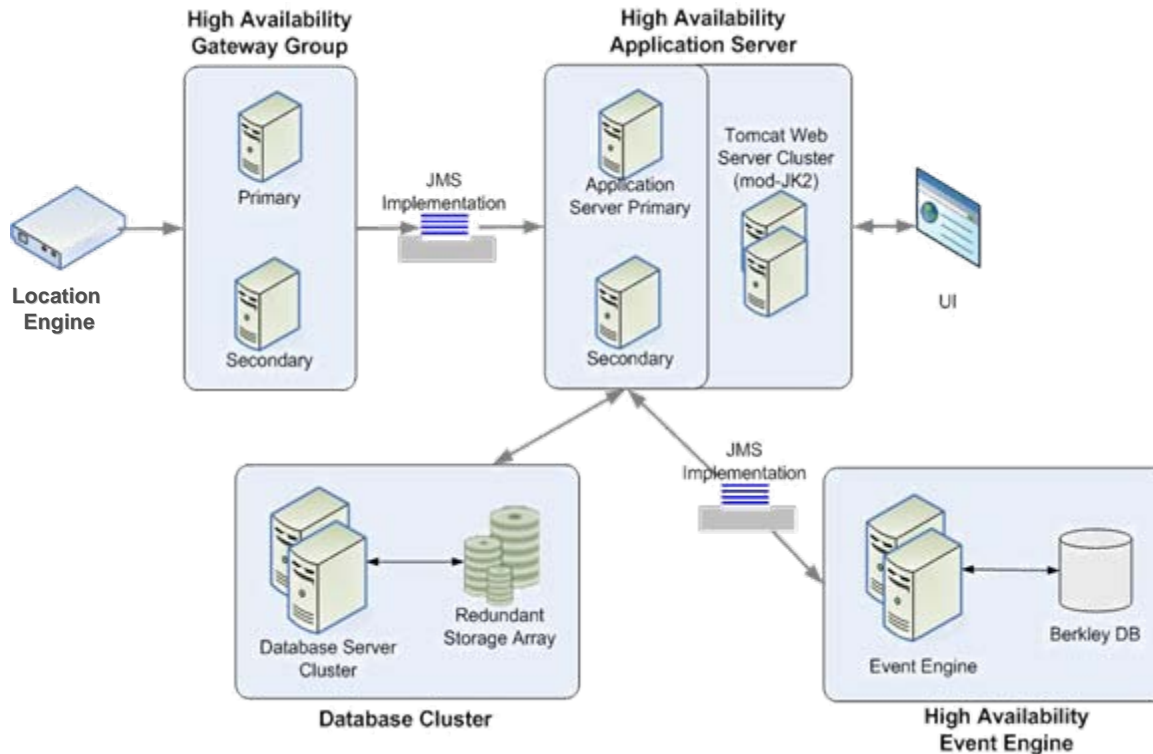 High Availability
Gateway Group
High Availability
Application Server
Primary
Secondary
Location
Engine
JMS
Implementation
Application
Server Primary
Secondary
Tomcat Web
Server Cluster
(mod-JK2)
UI
JMS
Implementation
Database Server
Cluster
Redundant
Storage Array
Database Cluster
Event Engine
Berkley DB
High Availability
Event Engine